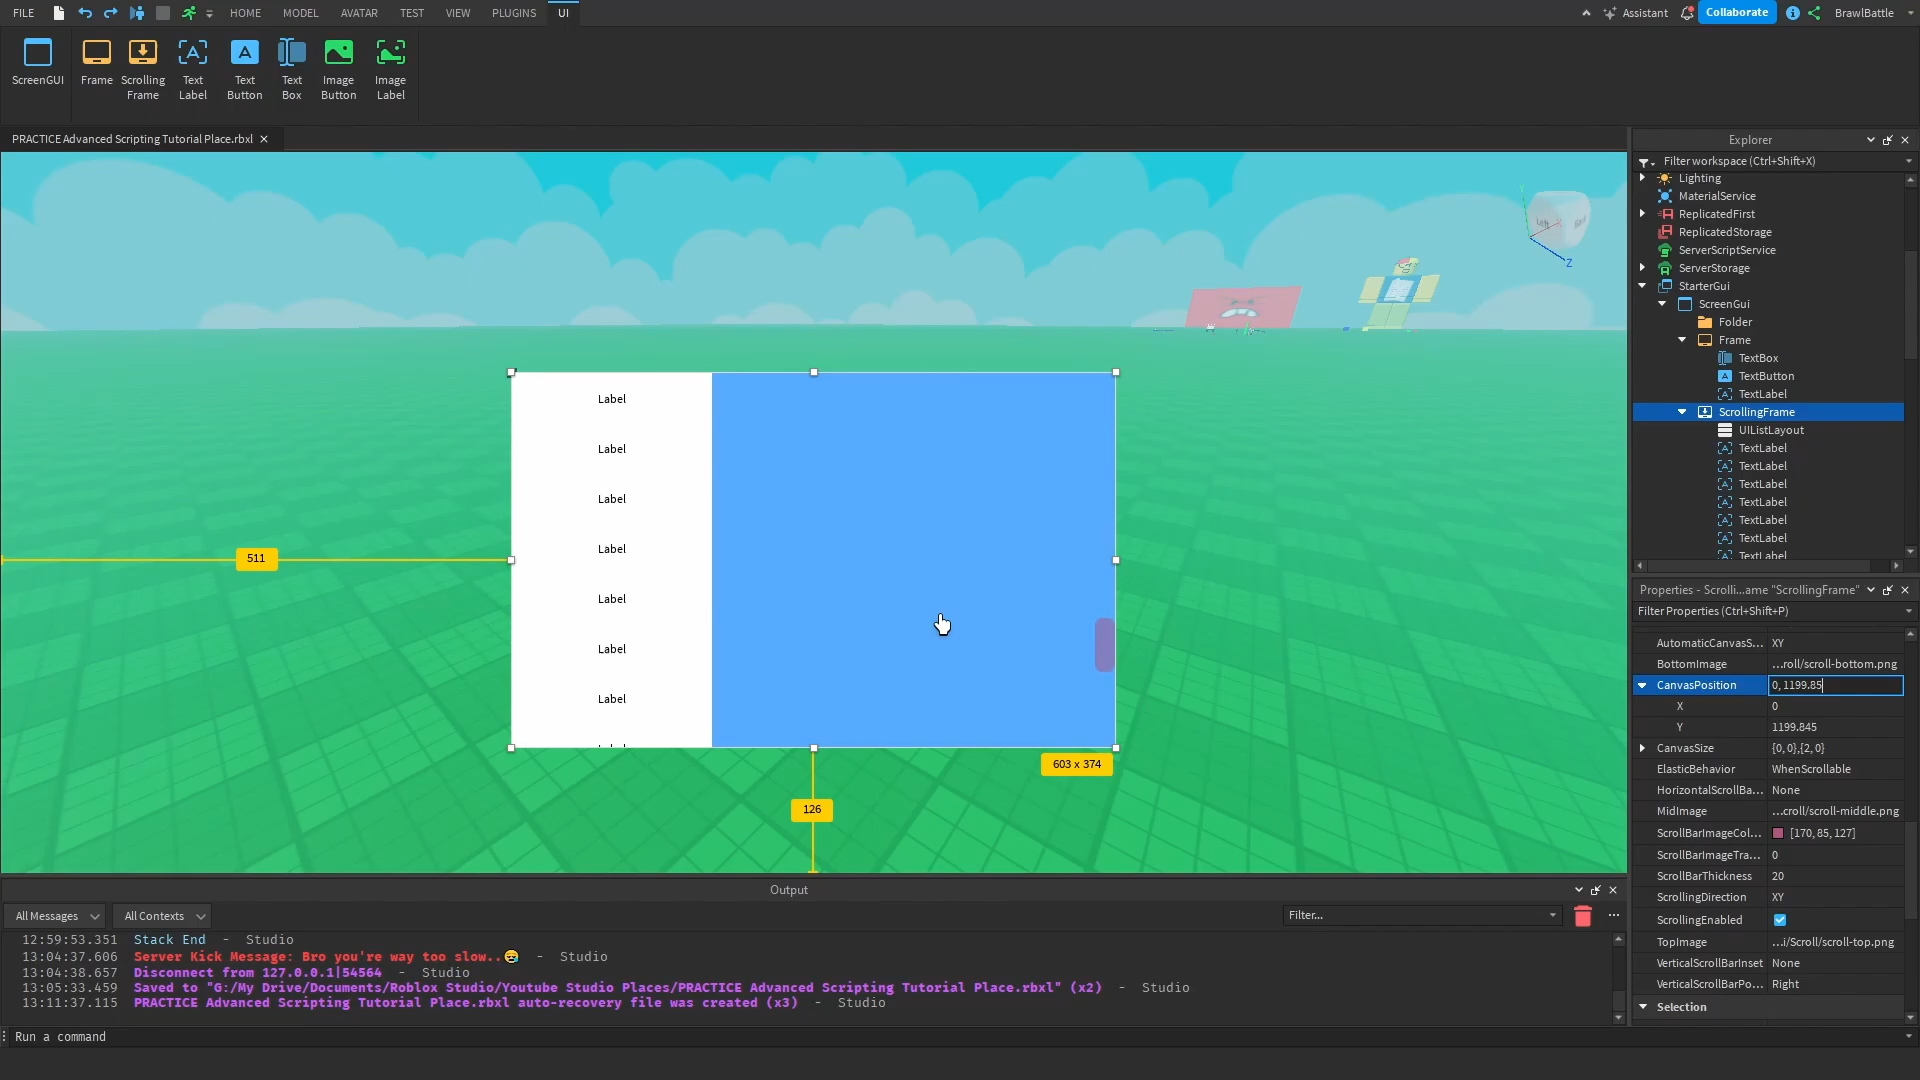 FILE
HOME
MODEL
AVATAR
TEST
VIEW
PLUGINS
UI
Assistant
Collaborate
BrawlBattle
ScreenGUI
Frame
Scrolling
Frame
Text
Label
Text
Button
Text
Box
Image
Button
Image
Label
PRACTICE Advanced Scripting Tutorial Place.rbxl
Explorer
Filter workspace (Ctrl+Shift+X)
Lighting
MaterialService
ReplicatedFirst
ReplicatedStorage
ServerScriptService
ServerStorage
StarterGui
ScreenGui
Folder
Frame
TextBox
TextButton
TextLabel
ScrollingFrame
UIListLayout
TextLabel
TextLabel
TextLabel
TextLabel
TextLabel
TextLabel
TextLabel
Z
Label
Label
Label
Label
Label
Label
Label
511
603 x 374
126
Properties - Scrolli...ame "ScrollingFrame"
Filter Properties (Ctrl+Shift+P)
AutomaticCanvasS... XY
BottomImage ...roll/scroll-bottom.png
CanvasPosition 0, 1199.85
X 0
Y 1199.845
CanvasSize {0, 0},{2, 0}
ElasticBehavior WhenScrollable
HorizontalScrollBa... None
MidImage ...croll/scroll-middle.png
ScrollBarImageCol... [170, 85, 127]
ScrollBarImageTra... 0
ScrollBarThickness 20
ScrollingDirection XY
ScrollingEnabled
TopImage ...i/Scroll/scroll-top.png
VerticalScrollBarInset None
VerticalScrollBarPo... Right
Selection
Output
All Messages
All Contexts
Filter...
12:59:53.351 Stack End - Studio
13:04:37.606 Server Kick Message: Bro you're way too slow..😪 - Studio
13:04:38.657 Disconnect from 127.0.0.1|54564 - Studio
13:05:33.459 Saved to "G:/My Drive/Documents/Roblox Studio/Youtube Studio Places/PRACTICE Advanced Scripting Tutorial Place.rbxl" (x2) - Studio
13:11:37.115 PRACTICE Advanced Scripting Tutorial Place.rbxl auto-recovery file was created (x3) - Studio
Run a command